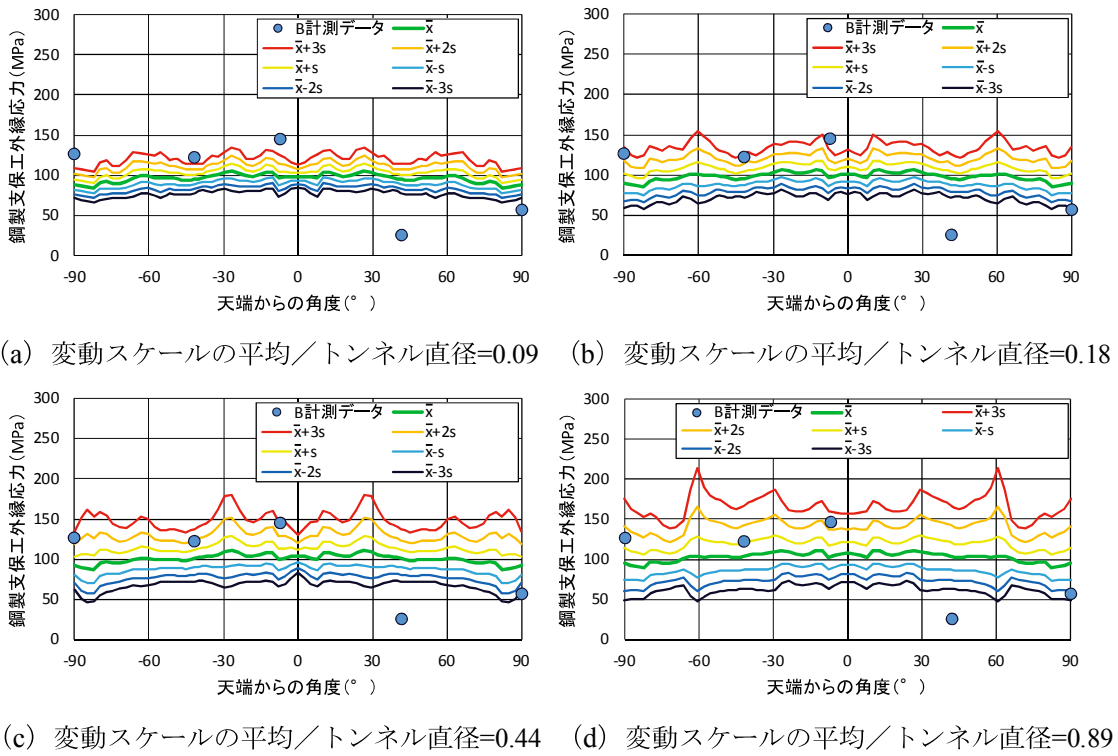 300
250
200
150
100
50
0
-90 -60 -30 0 30 60 90
鋼製支保工外縁応力(MPa)
天端からの角度(°)
B計測データ x̄
x̄+3s x̄+2s
x̄+s x̄-s
x̄-2s x̄-3s
300
250
200
150
100
50
0
-90 -60 -30 0 30 60 90
鋼製支保工外縁応力(MPa)
天端からの角度(°)
B計測データ x̄
x̄+3s x̄+2s
x̄+s x̄-s
x̄-2s x̄-3s
(a) 変動スケールの平均／トンネル直径=0.09
(b) 変動スケールの平均／トンネル直径=0.18
300
250
200
150
100
50
0
-90 -60 -30 0 30 60 90
鋼製支保工外縁応力(MPa)
天端からの角度(°)
B計測データ x̄
x̄+3s x̄+2s
x̄+s x̄-s
x̄-2s x̄-3s
300
250
200
150
100
50
0
-90 -60 -30 0 30 60 90
鋼製支保工外縁応力(MPa)
天端からの角度(°)
B計測データ x̄ x̄+3s
x̄+2s x̄+s x̄-s
x̄-2s x̄-3s
(c) 変動スケールの平均／トンネル直径=0.44
(d) 変動スケールの平均／トンネル直径=0.89